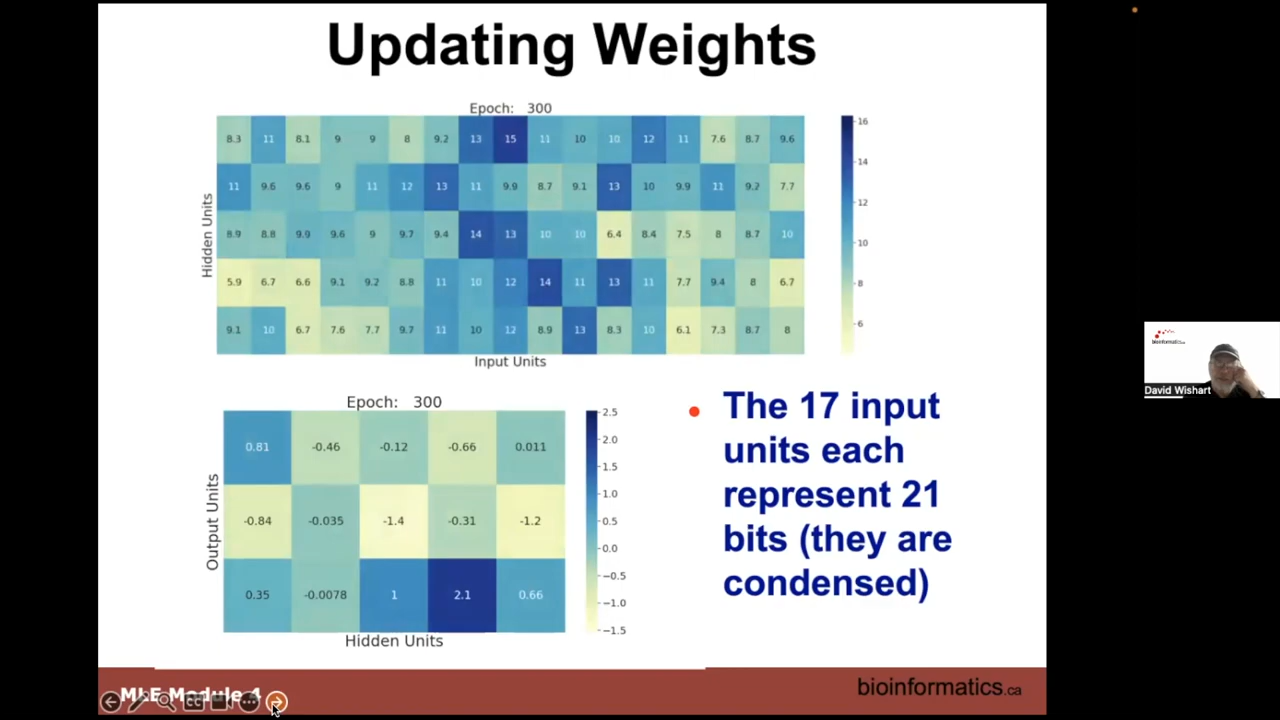 Updating Weights
Epoch: 300
8.3 11 8.1 9 9 8 9.2 13 15 11 10 10 12 11 7.6 8.7 9.6
11 9.6 9.6 9 11 12 13 11 9.9 8.7 9.1 13 10 9.9 11 9.2 7.7
8.9 8.8 9.9 9.6 9 9.7 9.4 14 13 10 10 6.4 8.4 7.5 8 8.7 10
5.9 6.7 6.6 9.1 9.2 8.8 11 10 12 14 11 13 11 7.7 9.4 8 6.7
9.1 10 6.7 7.6 7.7 9.7 11 10 12 8.9 13 8.3 10 6.1 7.3 8.7 8
Hidden Units
Input Units
16
14
12
10
8
6
Epoch: 300
0.81 -0.46 -0.12 -0.66 0.011
-0.84 -0.035 -1.4 -0.31 -1.2
0.35 -0.0078 1 2.1 0.66
Output Units
Hidden Units
2.5
2.0
1.5
1.0
0.5
0.0
-0.5
-1.0
-1.5
• The 17 input
units each
represent 21
bits (they are
condensed)
MLE Module 4
CC
bioinformatics.ca
bioinformatics.ca
David Wishart